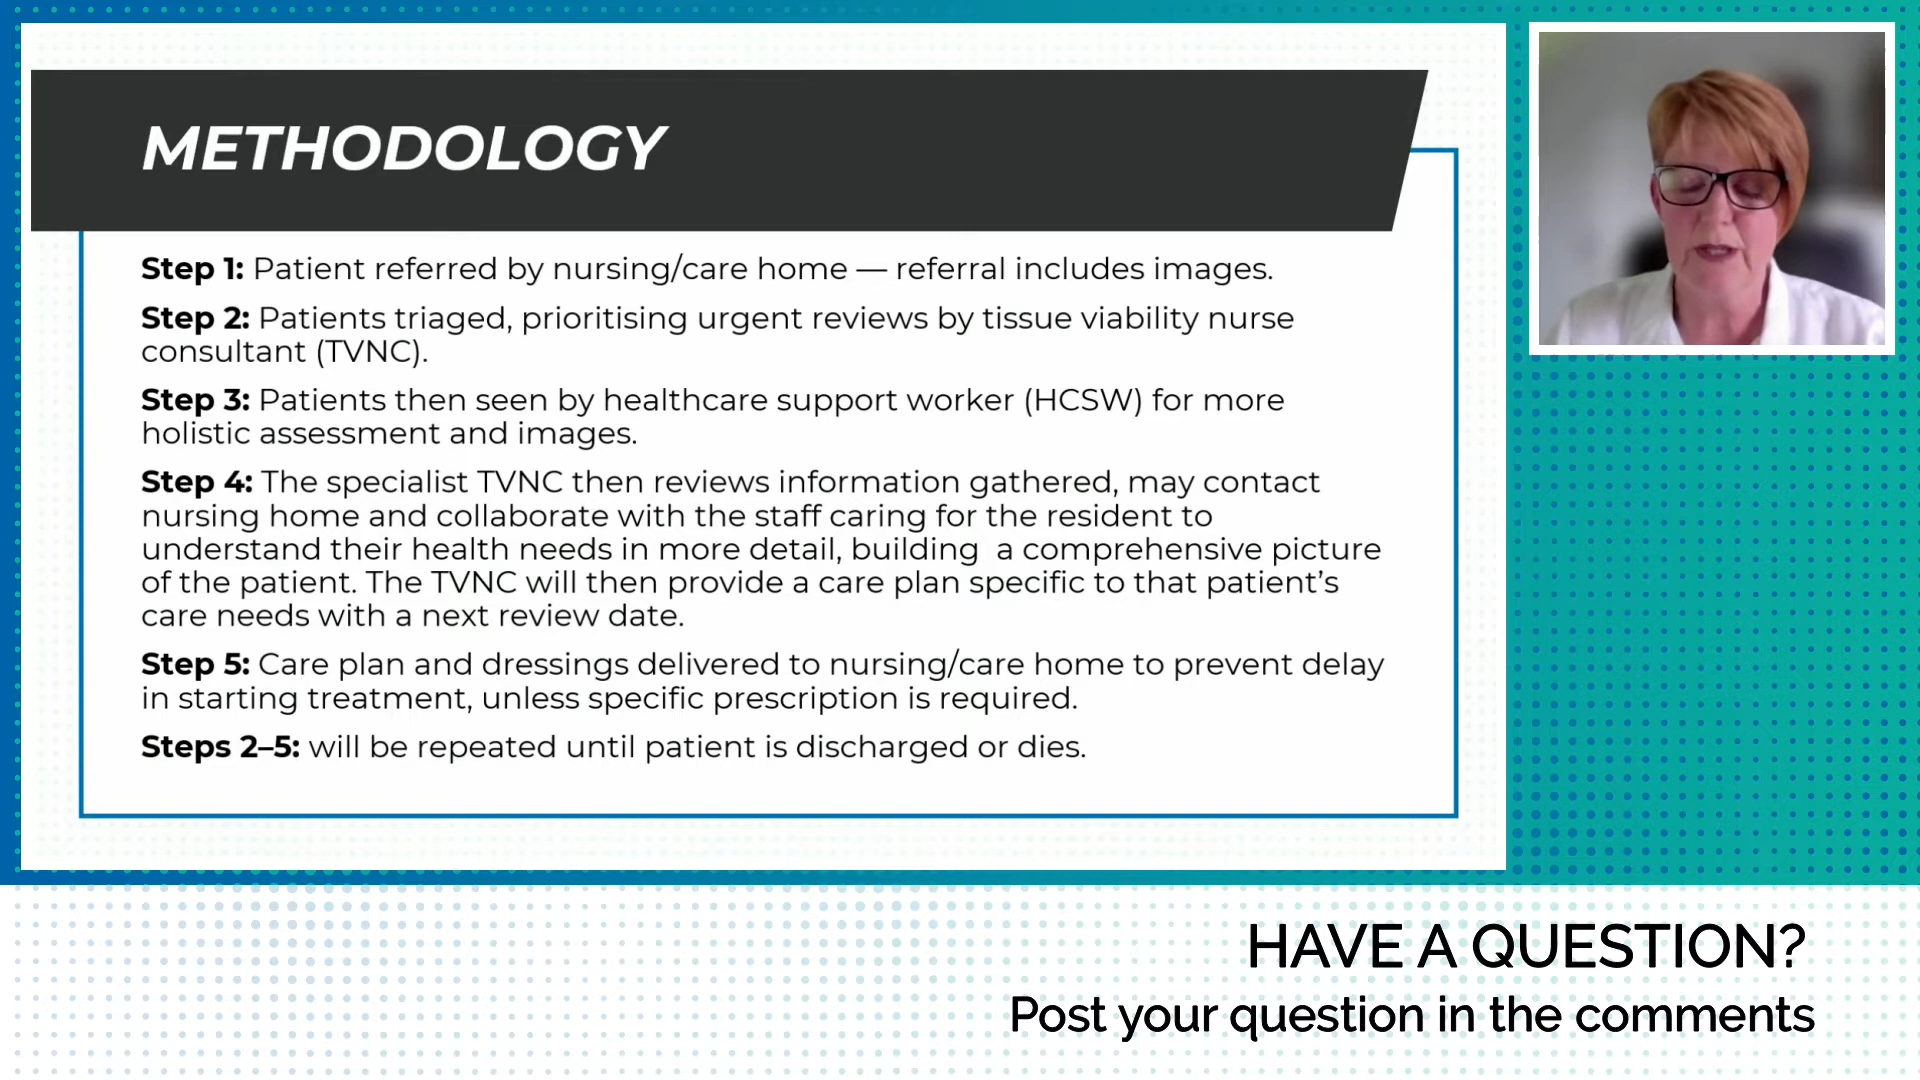 METHODOLOGY
Step 1: Patient referred by nursing/care home — referral includes images.
Step 2: Patients triaged, prioritising urgent reviews by tissue viability nurse
consultant (TVNC).
Step 3: Patients then seen by healthcare support worker (HCSW) for more
holistic assessment and images.
Step 4: The specialist TVNC then reviews information gathered, may contact
nursing home and collaborate with the staff caring for the resident to
understand their health needs in more detail, building  a comprehensive picture
of the patient. The TVNC will then provide a care plan specific to that patient’s
care needs with a next review date.
Step 5: Care plan and dressings delivered to nursing/care home to prevent delay
in starting treatment, unless specific prescription is required.
Steps 2–5: will be repeated until patient is discharged or dies.
HAVE A QUESTION?
Post your question in the comments